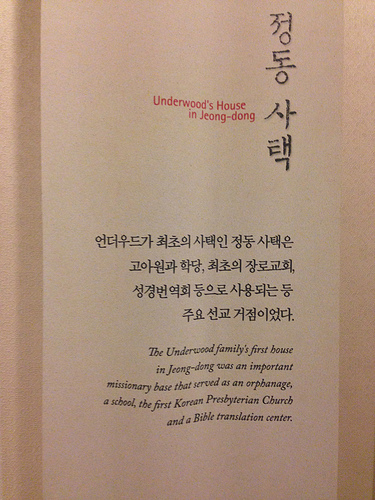 정동 사택
Underwood's House
in Jeong-dong
언더우드가 최초의 사택인 정동 사택은
고아원과 학당, 최초의 장로교회,
성경번역회 등으로 사용되는 등
주요 선교 거점이었다.
The Underwood family's first house
in Jeong-dong was an important
missionary base that served as an orphanage,
a school, the first Korean Presbyterian Church
and a Bible translation center.